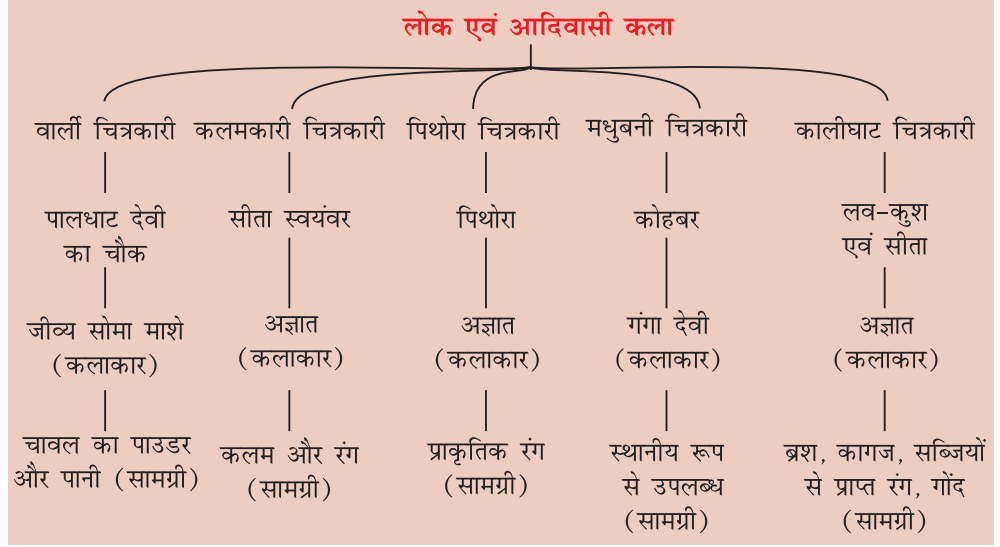 लोक एवं आदिवासी कला
वार्ली चित्रकारी
कलमकारी चित्रकारी
पिथोरा चित्रकारी
मधुबनी चित्रकारी
कालीघाट चित्रकारी
पालधाट देवी
का चौक
सीता स्वयंवर
पिथोरा
कोहबर
लव-कुश
एवं सीता
जीव्य सोमा माशे
(कलाकार)
अज्ञात
(कलाकार)
अज्ञात
(कलाकार)
गंगा देवी
(कलाकार)
अज्ञात
(कलाकार)
चावल का पाउडर
और पानी (सामग्री)
कलम और रंग
(सामग्री)
प्राकृतिक रंग
(सामग्री)
स्थानीय रूप
से उपलब्ध
(सामग्री)
ब्रश, कागज, सब्जियों
से प्राप्त रंग, गोंद
(सामग्री)